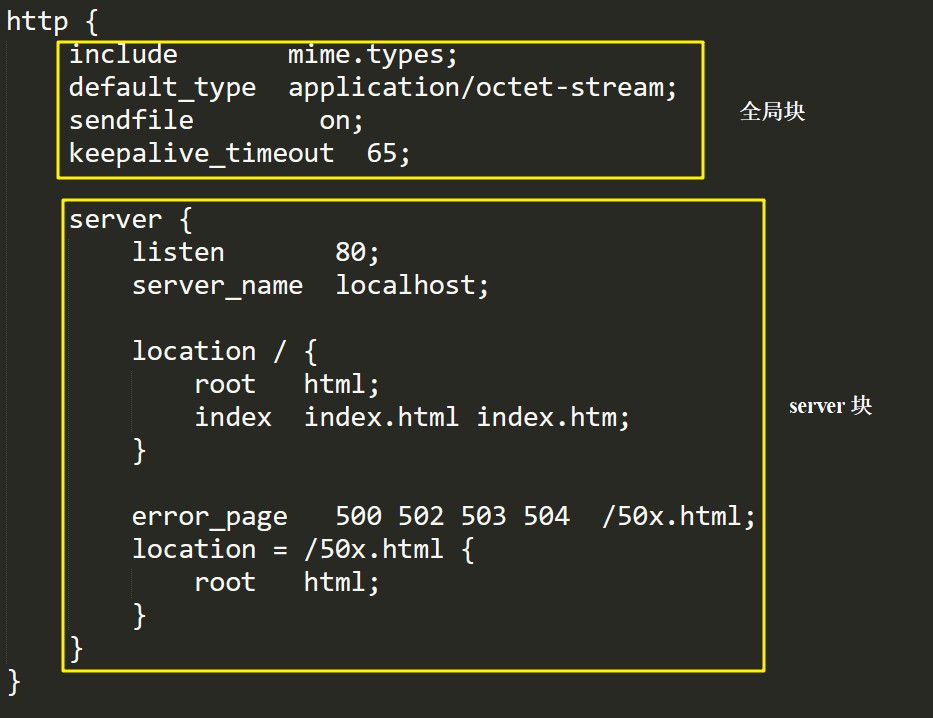 http {
    include       mime.types;
    default_type  application/octet-stream;
    sendfile        on;
    keepalive_timeout  65;
全局块
    server {
        listen       80;
        server_name  localhost;
        location / {
            root   html;
            index  index.html index.htm;
        }
server 块
        error_page   500 502 503 504  /50x.html;
        location = /50x.html {
            root   html;
        }
    }
}